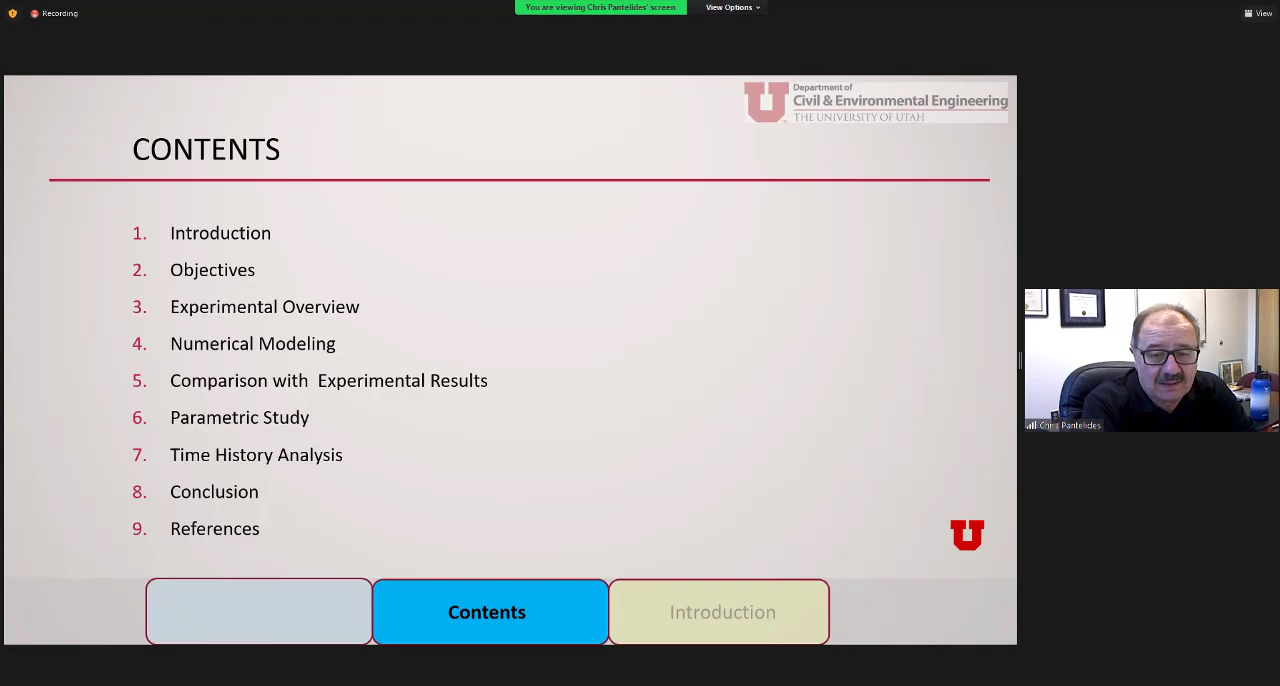 Recording
You are viewing Chris Pantelides' screen
View Options
View
Department of
Civil & Environmental Engineering
THE UNIVERSITY OF UTAH
CONTENTS
1. Introduction
2. Objectives
3. Experimental Overview
4. Numerical Modeling
5. Comparison with  Experimental Results
6. Parametric Study
7. Time History Analysis
8. Conclusion
9. References
Chris Pantelides
Contents
Introduction